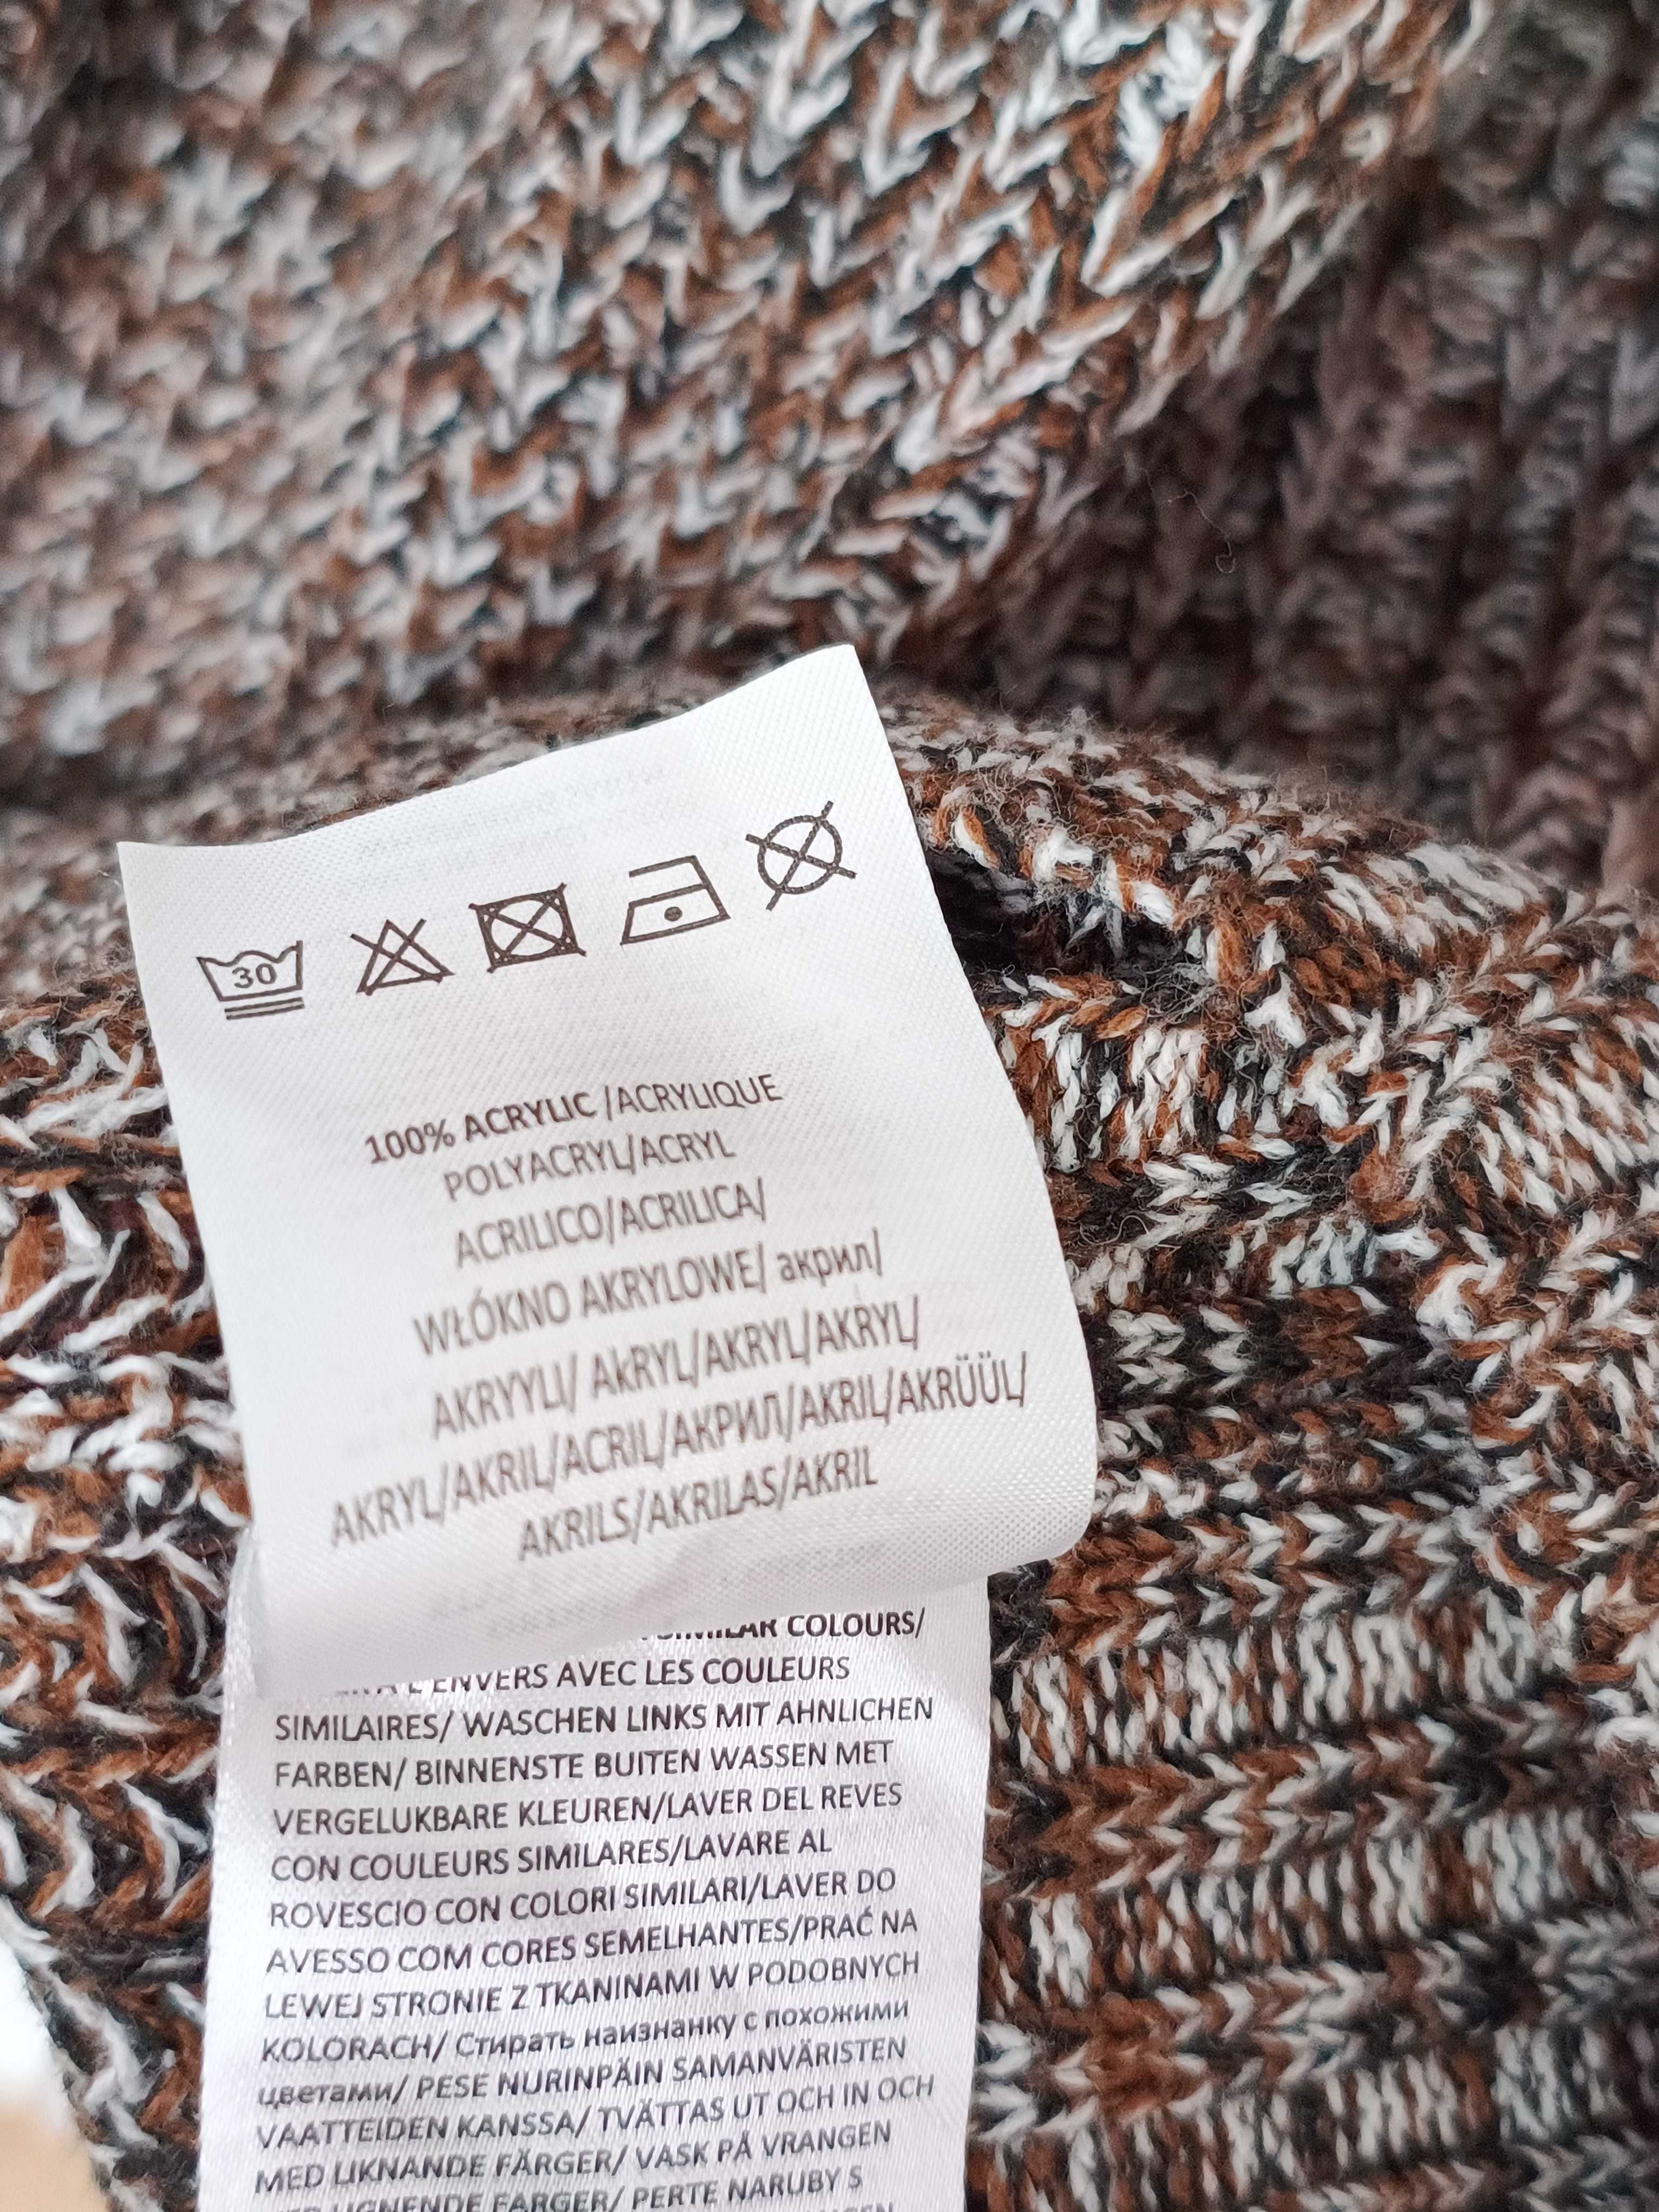 30
100% ACRYLIC /ACRYLIQUE
POLYACRYL/ACRYL
ACRILICO/ACRILICA/
WŁÓKNO AKRYLOWE/ акрил/
AKRYYLI/ AKRYL/AKRYL/AKRYL/
AKRYL/AKRIL/ACRIL/АКРИЛ/AKRIL/AKRÜÜL/
AKRILS/AKRILAS/AKRIL
SIMILAR COLOURS/
L'ENVERS AVEC LES COULEURS
SIMILAIRES/ WASCHEN LINKS MIT AHNLICHEN
FARBEN/ BINNENSTE BUITEN WASSEN MET
VERGELUKBARE KLEUREN/LAVER DEL REVES
CON COULEURS SIMILARES/LAVARE AL
ROVESCIO CON COLORI SIMILARI/LAVER DO
AVESSO COM CORES SEMELHANTES/PRAĆ NA
LEWEJ STRONIE Z TKANINAMI W PODOBNYCH
KOLORACH/ Стирать наизнанку с похожими
цветами/ PESE NURINPÄIN SAMANVÄRISTEN
VAATTEIDEN KANSSA/ TVÄTTAS UT OCH IN OCH
MED LIKNANDE FÄRGER/ VASK PÅ VRANGEN
LIGNENDE FARGER/ PERTE NARUBY S